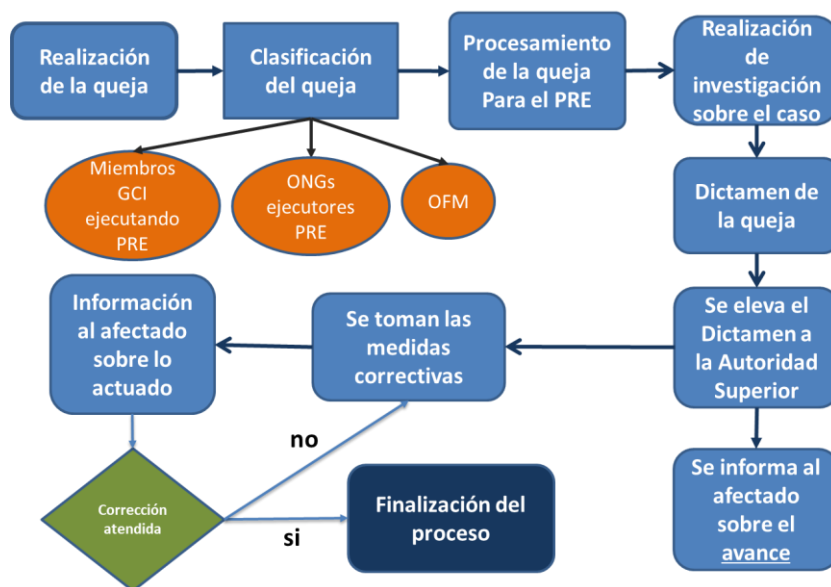 Realización
de la queja
Clasificación
del queja
Procesamiento
de la queja
Para el PRE
Realización
de
investigación
sobre el caso
Miembros
GCI
ejecutando
PRE
ONGs
ejecutores
PRE
OFM
Dictamen de
la queja
Se eleva el
Dictamen a
la Autoridad
Superior
Se toman las
medidas
correctivas
Información
al afectado
sobre lo
actuado
Corrección
atendida
no
si
Finalización del
proceso
Se informa al
afectado
sobre el
avance